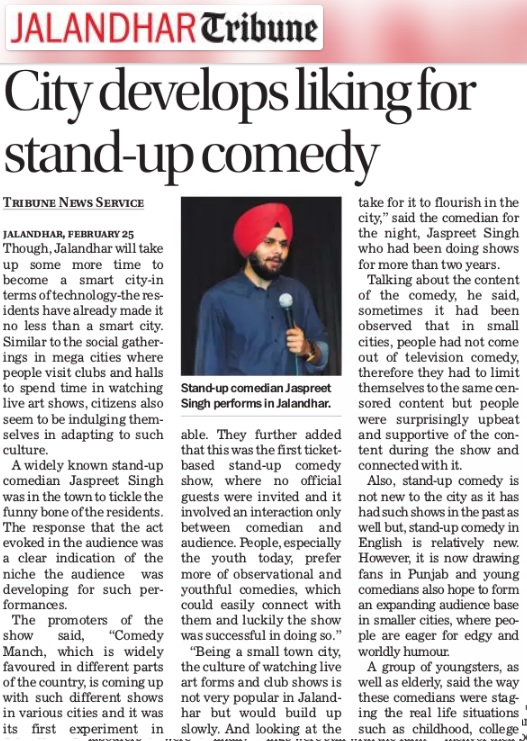 JALANDHAR Tribune
City develops liking for
stand-up comedy
TRIBUNE NEWS SERVICE
JALANDHAR, FEBRUARY 25
Though, Jalandhar will take
up some more time to
become a smart city-in
terms of technology-the res-
idents have already made it
no less than a smart city.
Similar to the social gather-
ings in mega cities where
people visit clubs and halls
to spend time in watching
live art shows, citizens also
seem to be indulging them-
selves in adapting to such
culture.
A widely known stand-up
comedian Jaspreet Singh
was in the town to tickle the
funny bone of the residents.
The response that the act
evoked in the audience was
a clear indication of the
niche the audience was
developing for such per-
formances.
The promoters of the
show said, “Comedy
Manch, which is widely
favoured in different parts
of the country, is coming up
with such different shows
in various cities and it was
its first experiment in
Stand-up comedian Jaspreet
Singh performs in Jalandhar.
able. They further added
that this was the first ticket-
based stand-up comedy
show, where no official
guests were invited and it
involved an interaction only
between comedian and
audience. People, especially
the youth today, prefer
more of observational and
youthful comedies, which
could easily connect with
them and luckily the show
was successful in doing so.”
“Being a small town city,
the culture of watching live
art forms and club shows is
not very popular in Jaland-
har but would build up
slowly. And looking at the
take for it to flourish in the
city,” said the comedian for
the night, Jaspreet Singh
who had been doing shows
for more than two years.
Talking about the content
of the comedy, he said,
sometimes it had been
observed that in small
cities, people had not come
out of television comedy,
therefore they had to limit
themselves to the same cen-
sored content but people
were surprisingly upbeat
and supportive of the con-
tent during the show and
connected with it.
Also, stand-up comedy is
not new to the city as it has
had such shows in the past as
well but, stand-up comedy in
English is relatively new.
However, it is now drawing
fans in Punjab and young
comedians also hope to form
an expanding audience base
in smaller cities, where peo-
ple are eager for edgy and
worldly humour.
A group of youngsters, as
well as elderly, said the way
these comedians were stag-
ing the real life situations
such as childhood, college